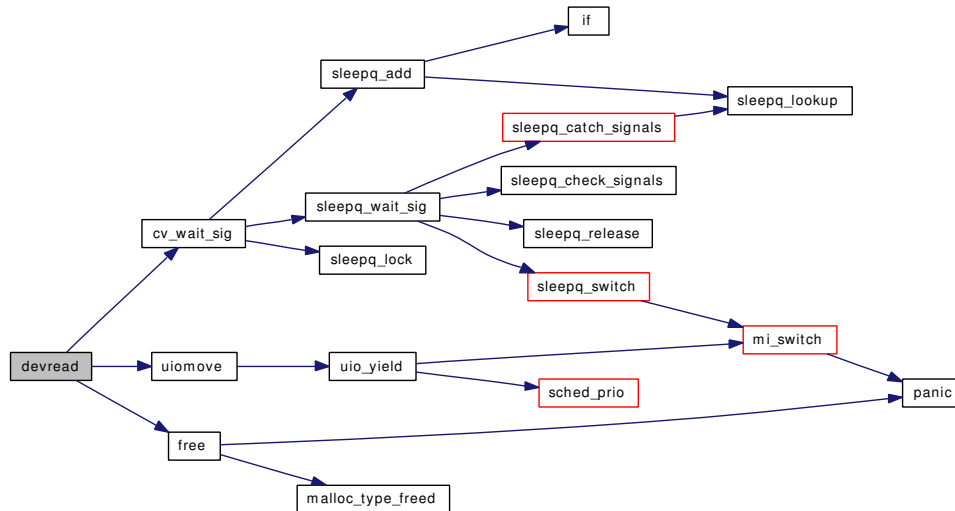 if
sleepq_add
sleepq_lookup
sleepq_catch_signals
sleepq_check_signals
sleepq_wait_sig
cv_wait_sig
sleepq_release
sleepq_lock
sleepq_switch
mi_switch
devread
uiomove
uio_yield
sched_prio
panic
free
malloc_type_freed